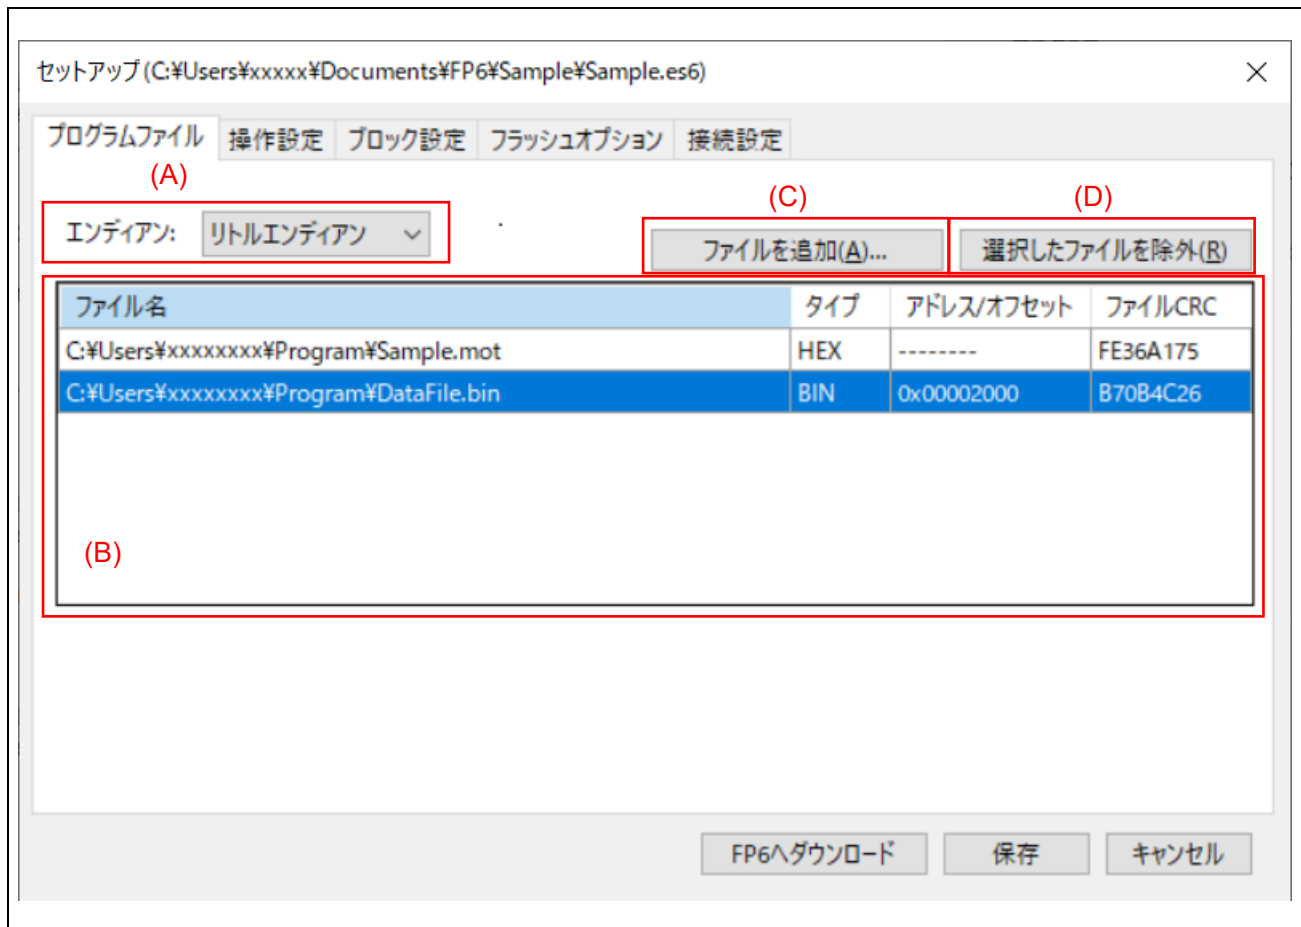 セットアップ (C:¥Users¥xxxxx¥Documents¥FP6¥Sample¥Sample.es6)
プログラムファイル 操作設定 ブロック設定 フラッシュオプション 接続設定
(A)
(C) (D)
エンディアン: リトルエンディアン
ファイルを追加(A)... 選択したファイルを除外(R)
ファイル名 タイプ アドレス/オフセット ファイルCRC
C:¥Users¥xxxxxxxx¥Program¥Sample.mot HEX -------- FE36A175
C:¥Users¥xxxxxxxx¥Program¥DataFile.bin BIN 0x00002000 B70B4C26
(B)
FP6へダウンロード 保存 キャンセル